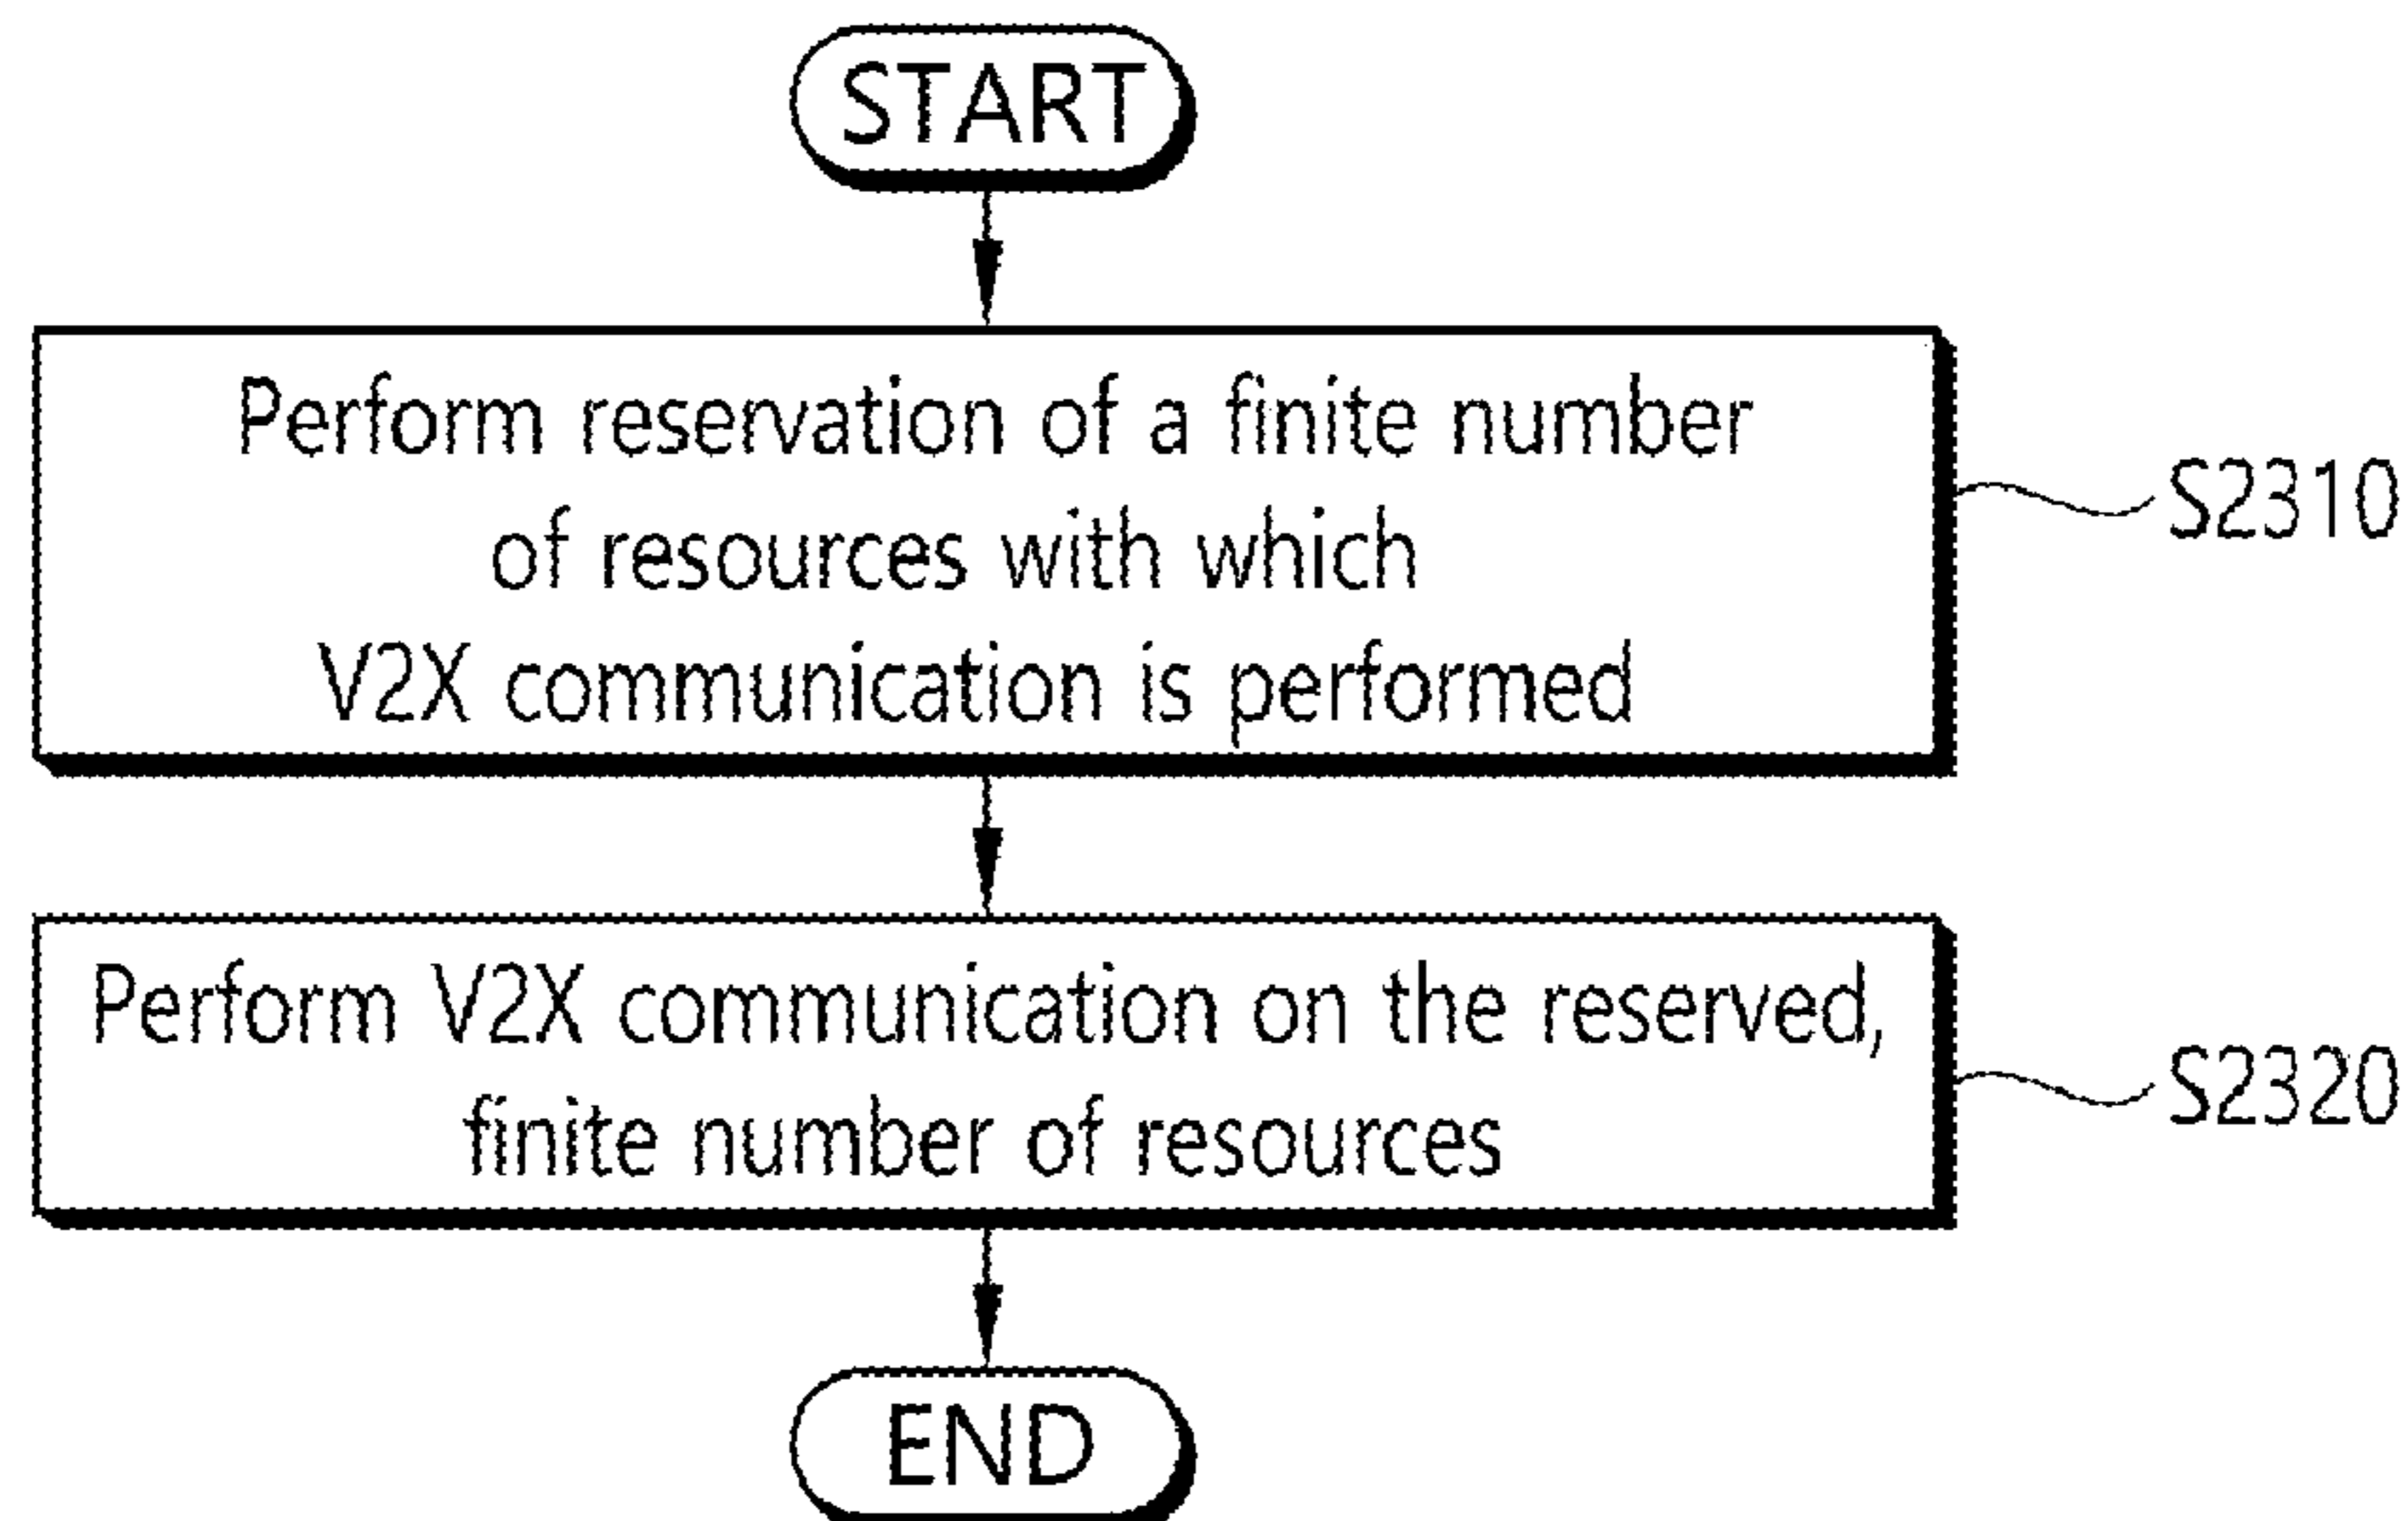 START
Perform reservation of a finite number
of resources with which
V2X communication is performed
S2310
Perform V2X communication on the reserved,
finite number of resources
S2320
END